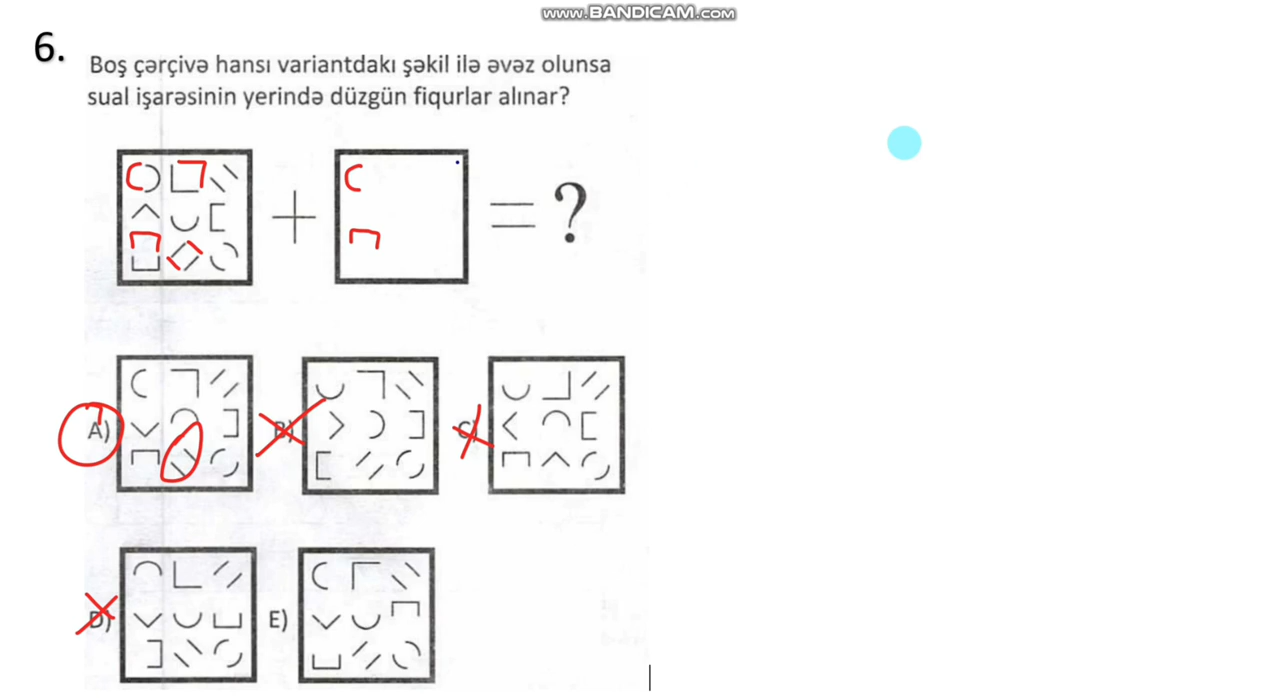 www.BANDICAM.com
6.
Boş çərçivə hansı variantdakı şəkil ilə əvəz olunsa
sual işarəsinin yerində düzgün fiqurlar alınar?
+ = ?
A) B) C)
D) E)